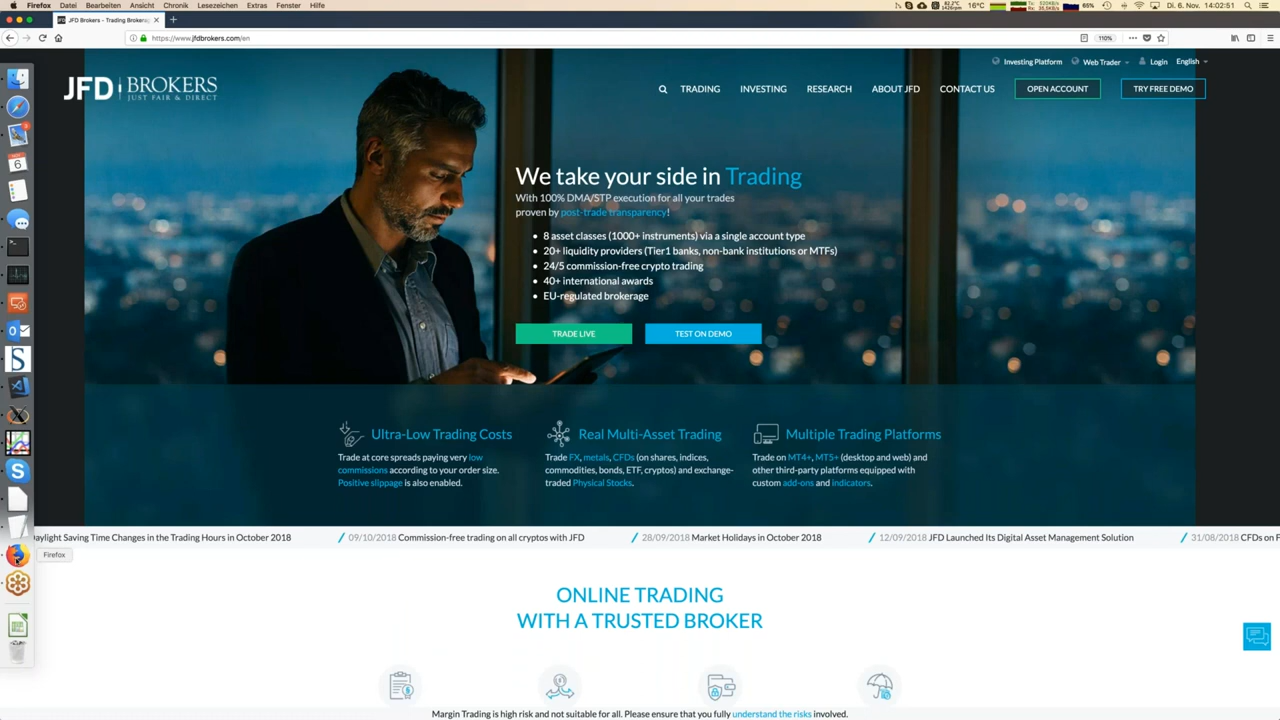 Firefox Datei Bearbeiten Ansicht Chronik Lesezeichen Extras Fenster Hilfe
16°C 65% Di. 6. Nov. 14:02:51
JFD Brokers - Trading Brokerag
https://www.jfdbrokers.com/en
110%
Investing Platform Web Trader Login English
JFD BROKERS
JUST FAIR & DIRECT
TRADING INVESTING RESEARCH ABOUT JFD CONTACT US OPEN ACCOUNT TRY FREE DEMO
6
We take your side in Trading
With 100% DMA/STP execution for all your trades
proven by post-trade transparency!
• 8 asset classes (1000+ instruments) via a single account type
• 20+ liquidity providers (Tier1 banks, non-bank institutions or MTFs)
• 24/5 commission-free crypto trading
• 40+ international awards
• EU-regulated brokerage
TRADE LIVE TEST ON DEMO
Ultra-Low Trading Costs
Trade at core spreads paying very low
commissions according to your order size.
Positive slippage is also enabled.
Real Multi-Asset Trading
Trade FX, metals, CFDs (on shares, indices,
commodities, bonds, ETF, cryptos) and exchange-
traded Physical Stocks.
Multiple Trading Platforms
Trade on MT4+, MT5+ (desktop and web) and
other third-party platforms equipped with
custom add-ons and indicators.
Daylight Saving Time Changes in the Trading Hours in October 2018 / 09/10/2018 Commission-free trading on all cryptos with JFD / 28/09/2018 Market Holidays in October 2018 / 12/09/2018 JFD Launched Its Digital Asset Management Solution / 31/08/2018 CFDs on F
Firefox
ONLINE TRADING
WITH A TRUSTED BROKER
Margin Trading is high risk and not suitable for all. Please ensure that you fully understand the risks involved.